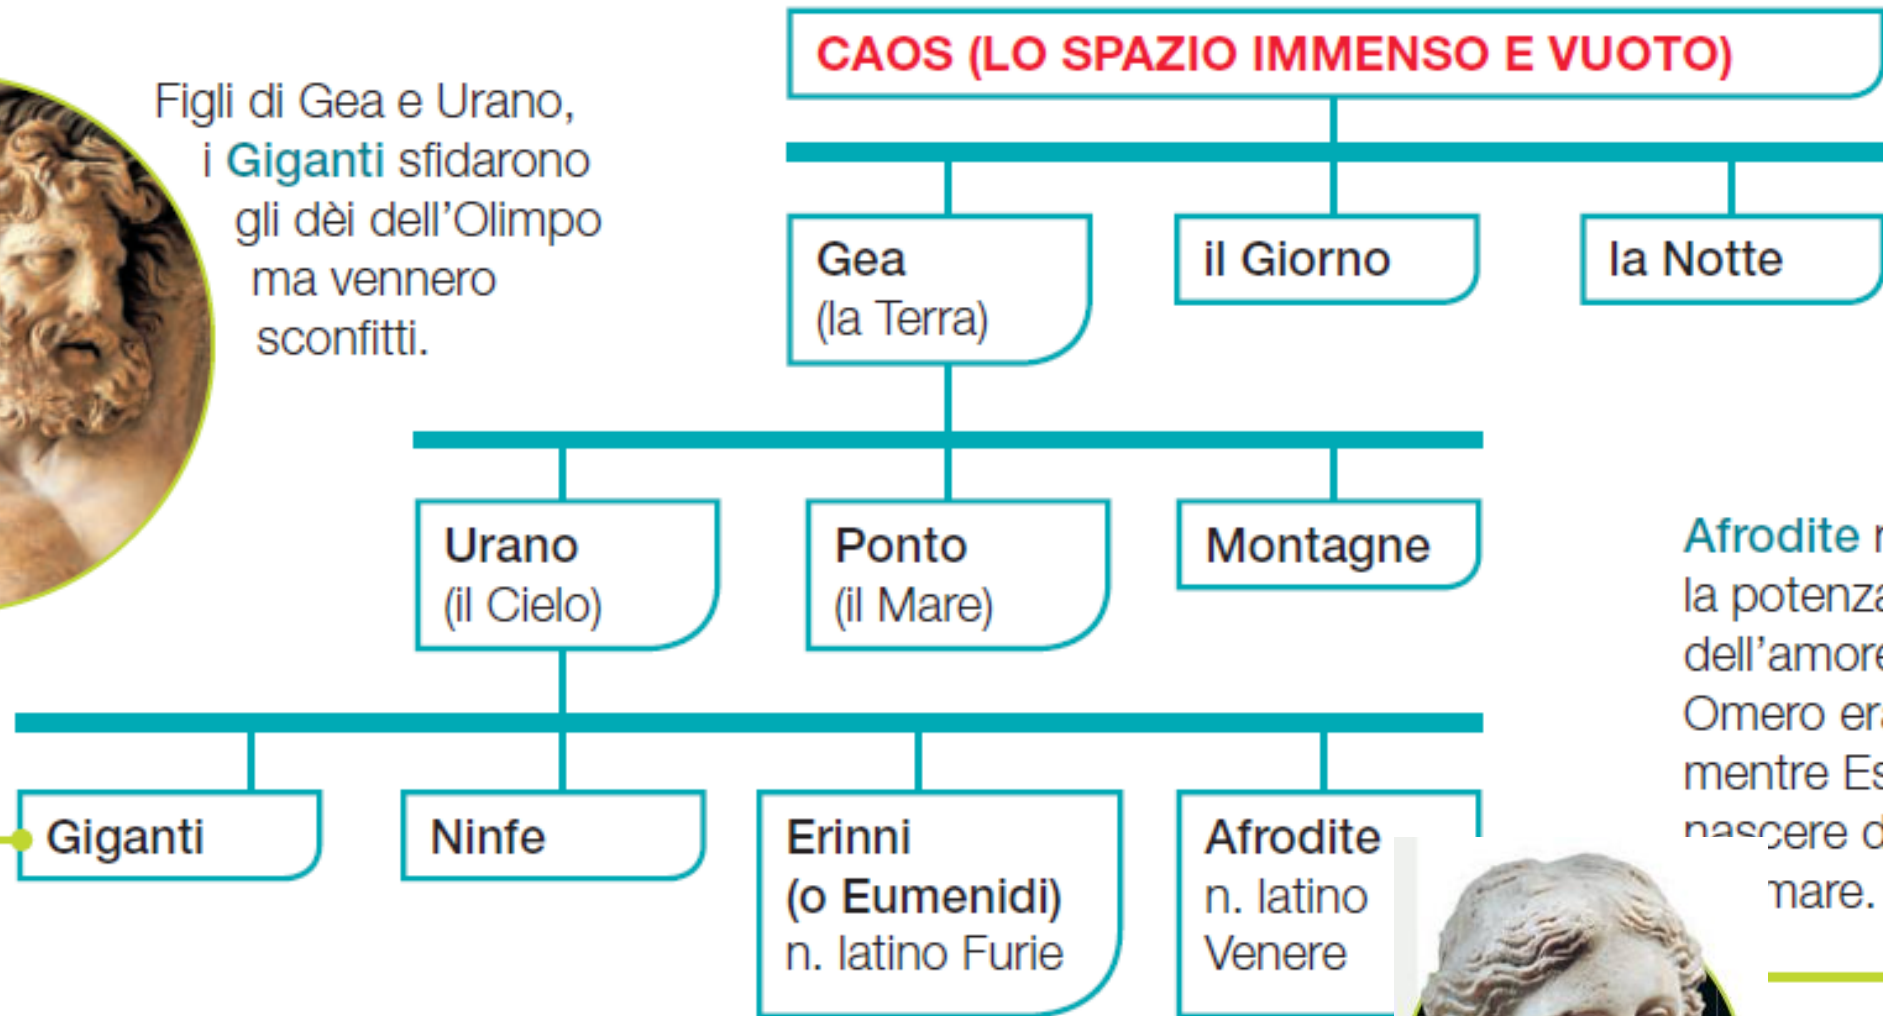 CAOS (LO SPAZIO IMMENSO E VUOTO)
Figli di Gea e Urano,
i Giganti sfidarono
gli dèi dell'Olimpo
ma vennero
sconfitti.
Gea
(la Terra)
il Giorno
la Notte
Urano
(il Cielo)
Ponto
(il Mare)
Montagne
Afrodite
la potenza
dell'amore
Omero era
mentre
nascere
mare.
Giganti
Ninfe
Erinni
(o Eumenidi)
n. latino Furie
Afrodite
n. latino
Venere